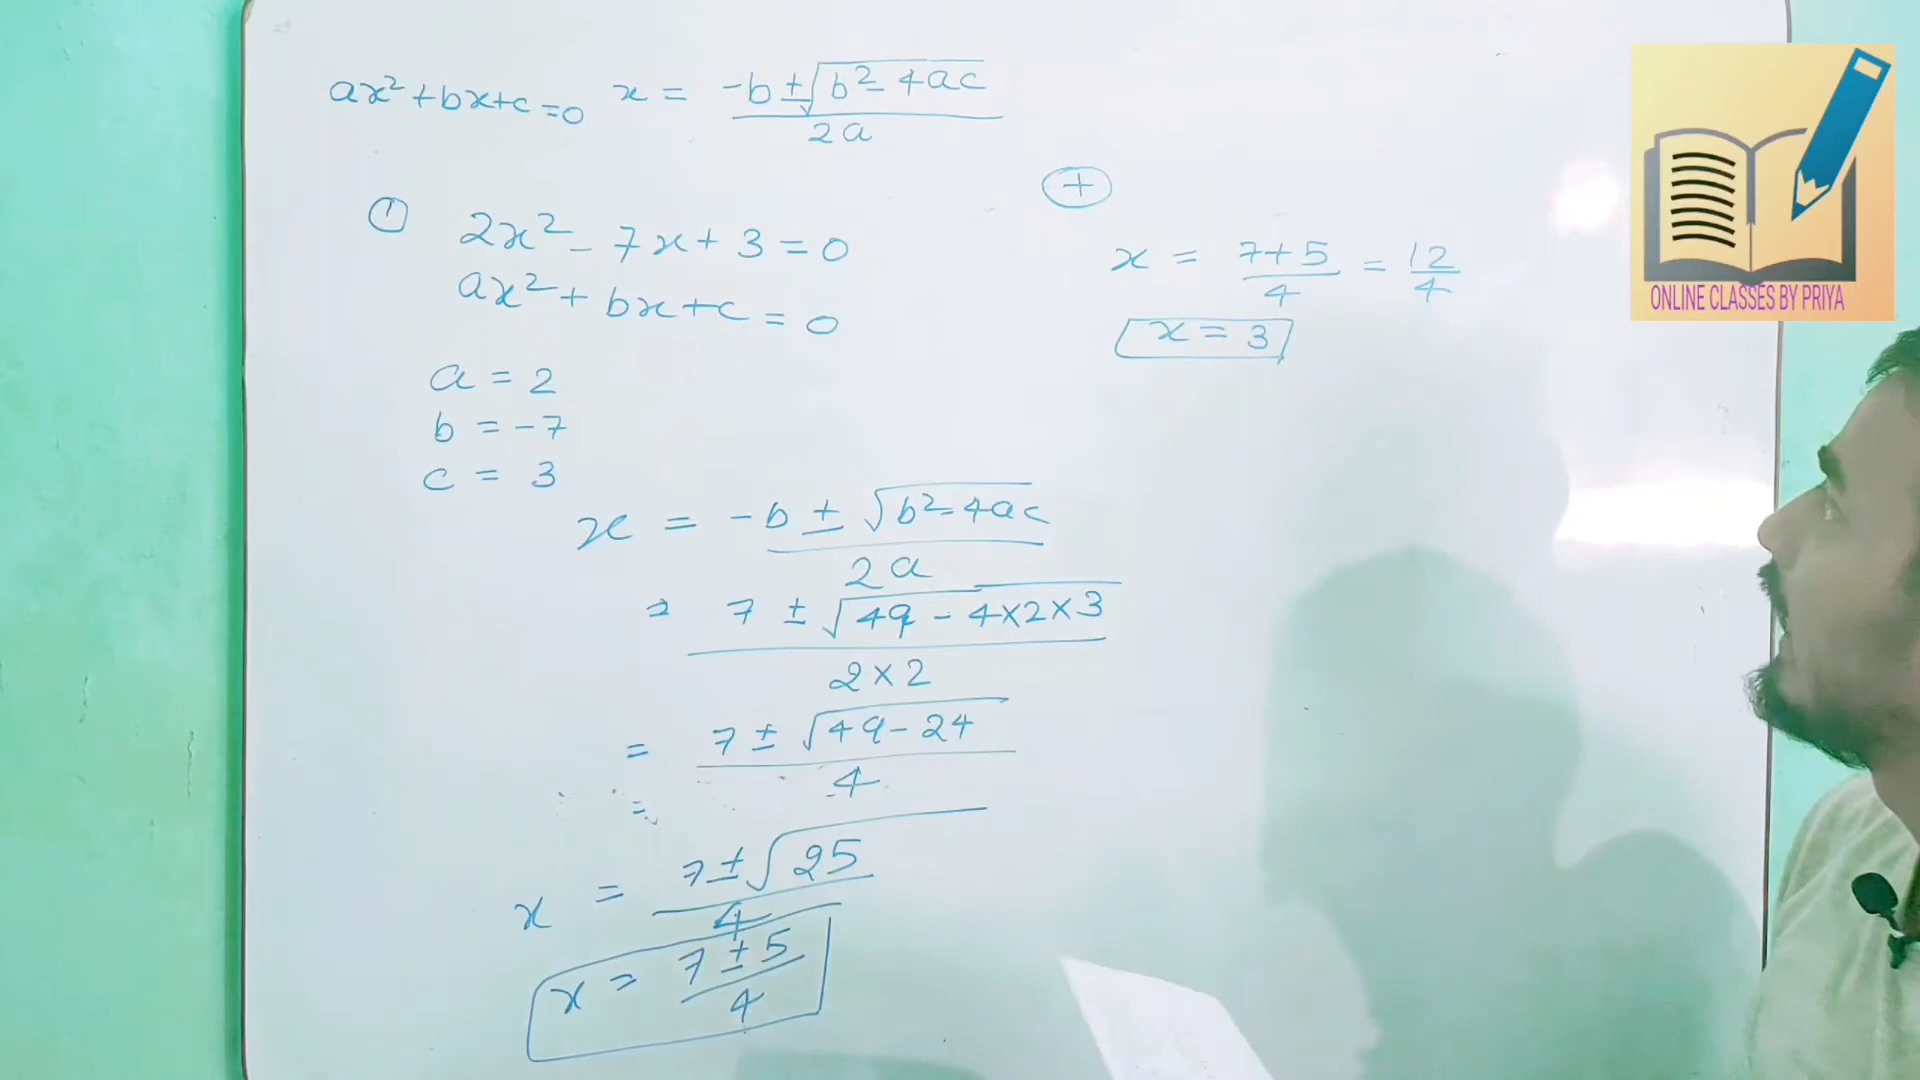 ax² + bx + c = 0 x = -b ± √b² - 4ac / 2a
① 2x² - 7x + 3 = 0
ax² + bx + c = 0
a = 2
b = -7
c = 3
x = -b ± √b² - 4ac / 2a
= 7 ± √49 - 4×2×3 / 2×2
= 7 ± √49 - 24 / 4
=
x = 7 ± √25 / 4
x = 7 ± 5 / 4
+
x = 7+5 / 4 = 12 / 4
x = 3
ONLINE CLASSES BY PRIYA